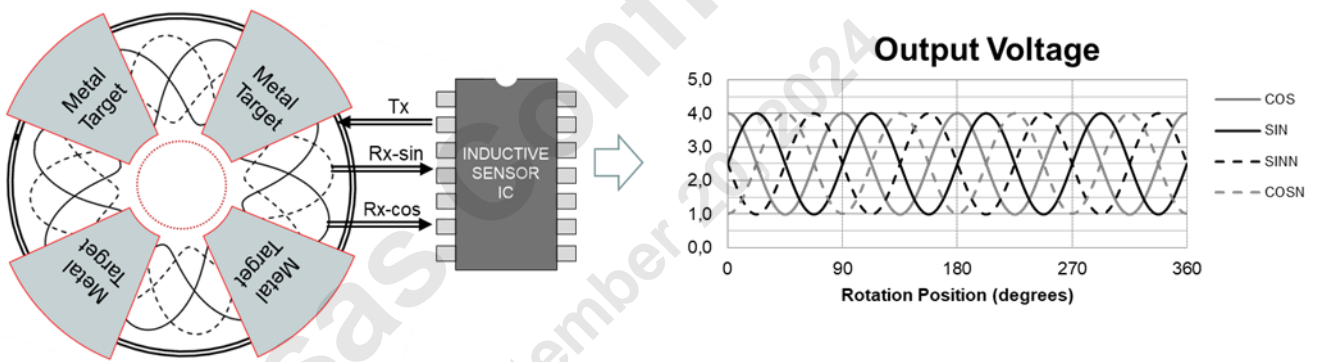 Metal
Target
Metal
Target
Metal
Target
Metal
Target
Tx
Rx-sin
Rx-cos
INDUCTIVE
SENSOR
IC
Output Voltage
5,0
4,0
3,0
2,0
1,0
0,0
0 90 180 270 360
Rotation Position (degrees)
COS
SIN
SINN
COSN